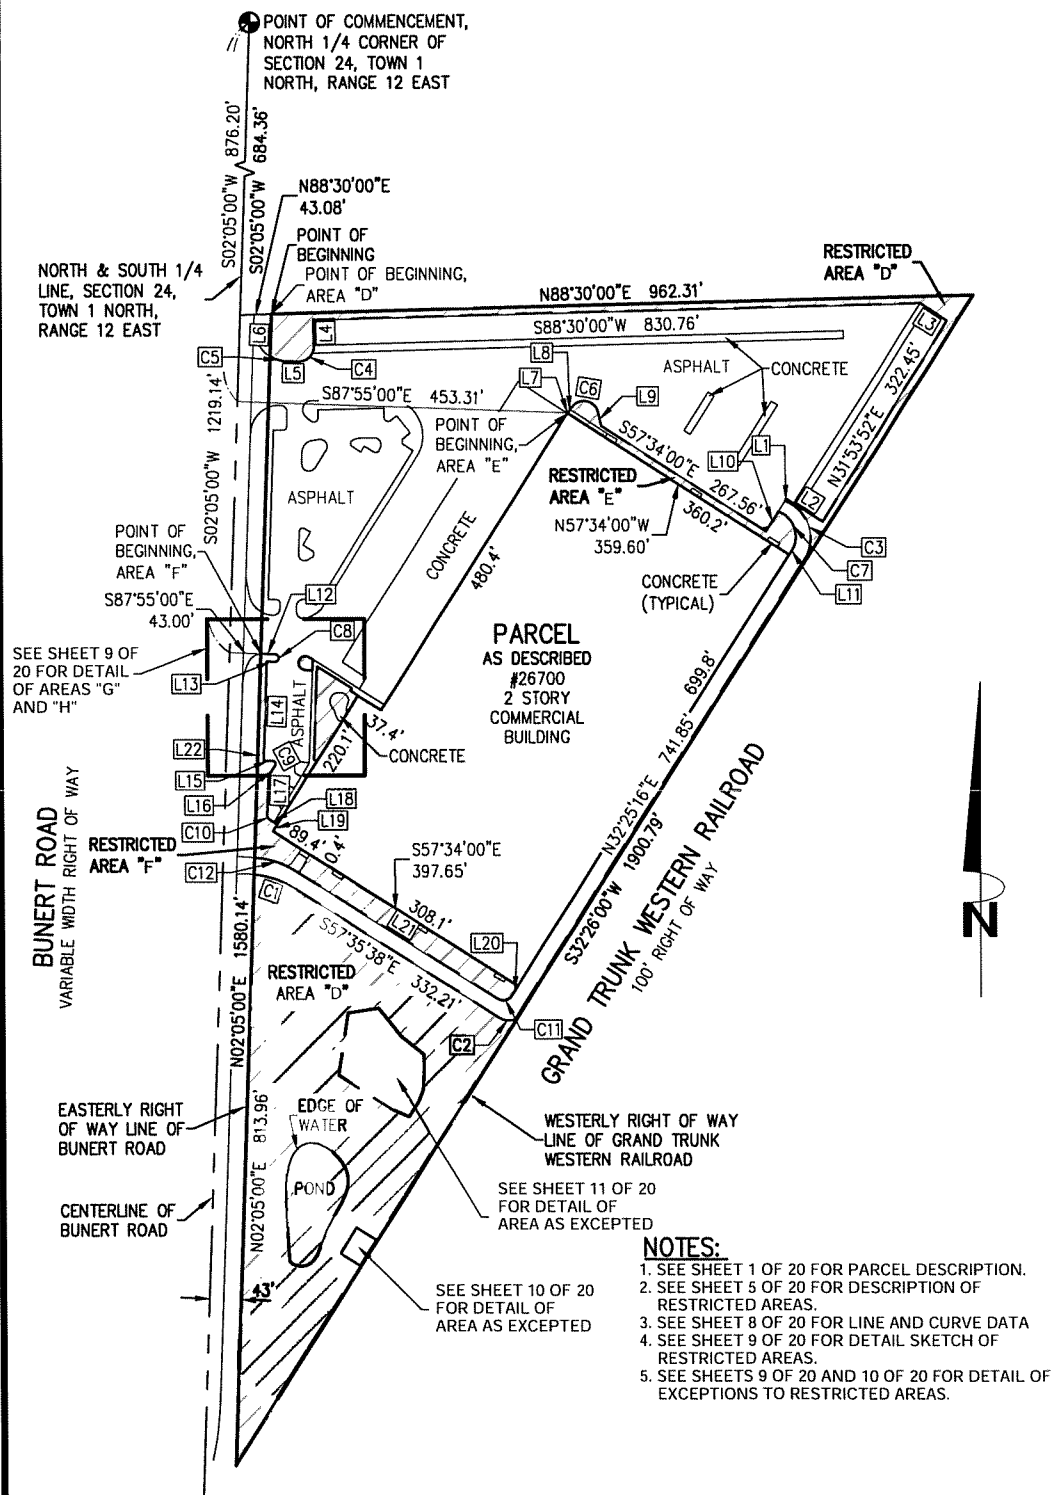 POINT OF COMMENCEMENT,
NORTH 1/4 CORNER OF
SECTION 24, TOWN 1
NORTH, RANGE 12 EAST
S02°05'00"W 876.20'
S02°05'00"W 684.36'
N88°30'00"E
43.08'
POINT OF
BEGINNING
POINT OF BEGINNING,
AREA "D"
NORTH & SOUTH 1/4
LINE, SECTION 24,
TOWN 1 NORTH,
RANGE 12 EAST
RESTRICTED
AREA "D"
N88°30'00"E 962.31'
S88°30'00"W 830.76'
L6
L4
L3
C5
L5
C4
L8
L7
C6
L9
ASPHALT
CONCRETE
S87°55'00"E 453.31'
S02°05'00"W 1219.14'
POINT OF
BEGINNING,
AREA "E"
S57°34'00"E 267.56'
L10
L1
L2
N31°53'52"E 322.45'
RESTRICTED
AREA "E"
N57°34'00"W
359.60'
360.2'
ASPHALT
CONCRETE
480.4'
C3
C7
L11
CONCRETE
(TYPICAL)
POINT OF
BEGINNING,
AREA "F"
S87°55'00"E
43.00'
L12
C8
SEE SHEET 9 OF
20 FOR DETAIL
OF AREAS "G"
AND "H"
L13
L14
ASPHALT
PARCEL
AS DESCRIBED
#26700
2 STORY
COMMERCIAL
BUILDING
699.8'
37.4'
220.1'
CONCRETE
L22
L15
L16
C9
L17
L18
L19
C10
N32°25'16"E 741.85'
S32°26'00"W 1900.79'
GRAND TRUNK WESTERN RAILROAD
100' RIGHT OF WAY
BUNERT ROAD
VARIABLE WIDTH RIGHT OF WAY
RESTRICTED
AREA "F"
89.4'
0.4'
S57°34'00"E
397.65'
C12
C1
308.1'
L21
L20
S57°35'38"E 332.21'
N02°05'00"E 1580.14'
RESTRICTED
AREA "D"
C11
C2
N
EASTERLY RIGHT
OF WAY LINE OF
BUNERT ROAD
N02°05'00"E 813.96'
EDGE OF
WATER
POND
WESTERLY RIGHT OF WAY
LINE OF GRAND TRUNK
WESTERN RAILROAD
CENTERLINE OF
BUNERT ROAD
SEE SHEET 11 OF 20
FOR DETAIL OF
AREA AS EXCEPTED
43'
SEE SHEET 10 OF 20
FOR DETAIL OF
AREA AS EXCEPTED
NOTES:
1. SEE SHEET 1 OF 20 FOR PARCEL DESCRIPTION.
2. SEE SHEET 5 OF 20 FOR DESCRIPTION OF
RESTRICTED AREAS.
3. SEE SHEET 8 OF 20 FOR LINE AND CURVE DATA
4. SEE SHEET 9 OF 20 FOR DETAIL SKETCH OF
RESTRICTED AREAS.
5. SEE SHEETS 9 OF 20 AND 10 OF 20 FOR DETAIL OF
EXCEPTIONS TO RESTRICTED AREAS.